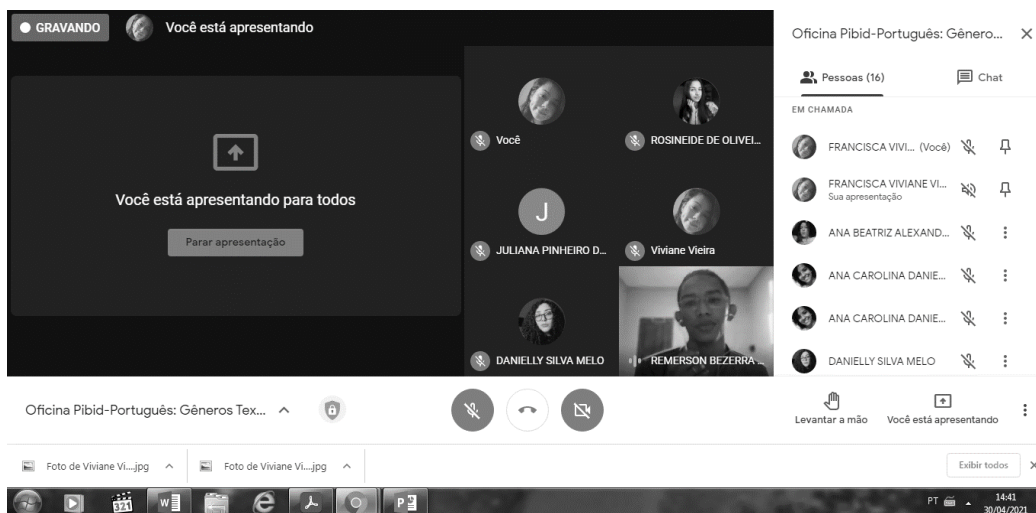 GRAVANDO
Você está apresentando
Você está apresentando para todos
Parar apresentação
Você
ROSINEIDE DE OLIVEI...
J
JULIANA PINHEIRO D...
Viviane Vieira
DANIELLY SILVA MELO
REMERSON BEZERRA ...
Oficina Pibid-Português: Gênero...
Pessoas (16)
Chat
EM CHAMADA
FRANCISCA VIVI... (Você)
FRANCISCA VIVIANE VI...
Sua apresentação
ANA BEATRIZ ALEXAND...
ANA CAROLINA DANIE...
ANA CAROLINA DANIE...
DANIELLY SILVA MELO
Oficina Pibid-Português: Gêneros Tex...
Levantar a mão
Você está apresentando
Foto de Viviane Vi....jpg
Foto de Viviane Vi....jpg
Exibir todos
321
W
P
PT
14:41
30/04/2021